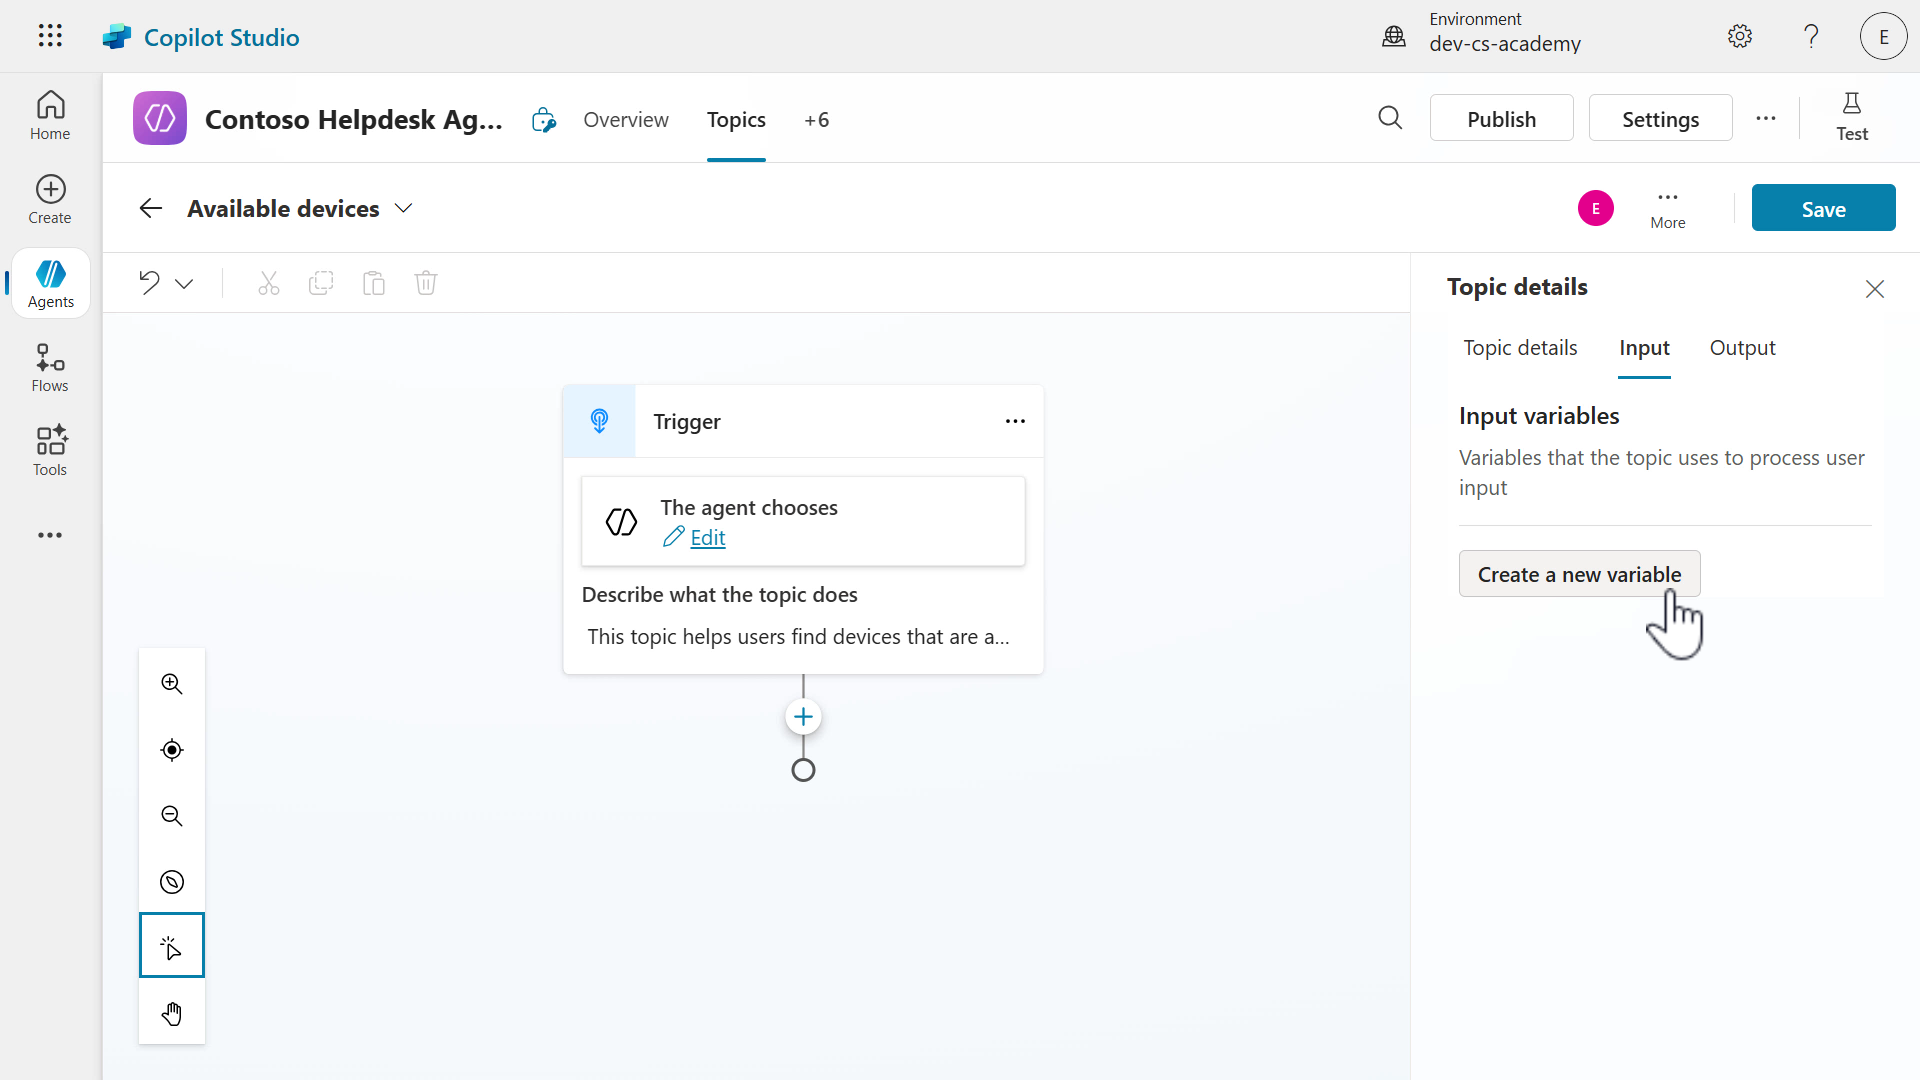 Copilot Studio
Environment
dev-cs-academy
E
Home
Create
Agents
Flows
Tools
Contoso Helpdesk Ag...
Overview
Topics
+6
Publish
Settings
Test
Available devices
E
More
Save
Trigger
The agent chooses
Edit
Describe what the topic does
This topic helps users find devices that are a...
Topic details
Topic details
Input
Output
Input variables
Variables that the topic uses to process user
input
Create a new variable